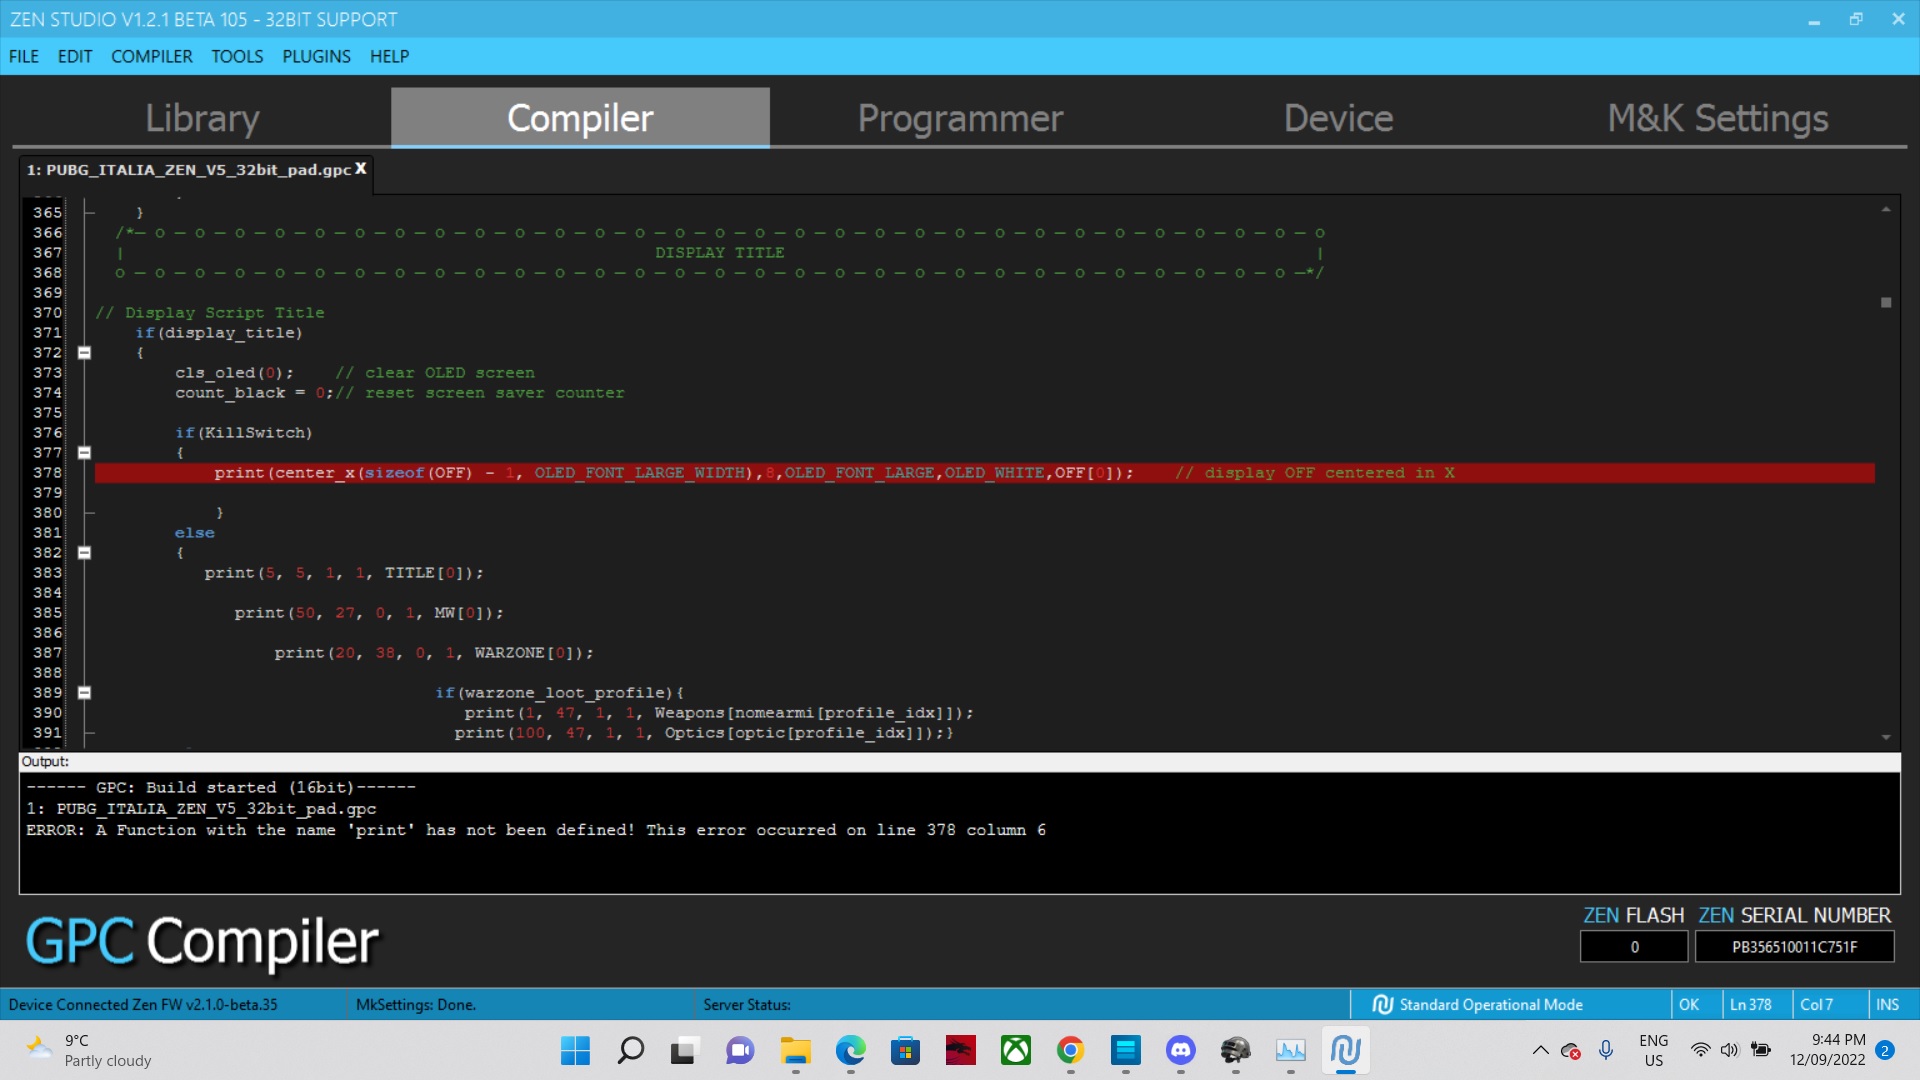 ZEN STUDIO V1.2.1 BETA 105 - 32BIT SUPPORT
FILE EDIT COMPILER TOOLS PLUGINS HELP
Library Compiler Programmer Device M&K Settings
1: PUBG_ITALIA_ZEN_V5_32bit_pad.gpc X
365 }
366 /*— o — o — o — o — o — o — o — o — o — o — o — o — o — o — o — o — o — o — o — o — o — o — o — o — o — o — o — o — o — o
367 | DISPLAY TITLE |
368 o — o — o — o — o — o — o — o — o — o — o — o — o — o — o — o — o — o — o — o — o — o — o — o — o — o — o — o — o — o —*/
369
370 // Display Script Title
371 if(display_title)
372 {
373 cls_oled(0); // clear OLED screen
374 count_black = 0;// reset screen saver counter
375
376 if(KillSwitch)
377 {
378 print(center_x(sizeof(OFF) - 1, OLED_FONT_LARGE_WIDTH),8,OLED_FONT_LARGE,OLED_WHITE,OFF[0]); // display OFF centered in X
379
380 }
381 else
382 {
383 print(5, 5, 1, 1, TITLE[0]);
384
385 print(50, 27, 0, 1, MW[0]);
386
387 print(20, 38, 0, 1, WARZONE[0]);
388
389 if(warzone_loot_profile){
390 print(1, 47, 1, 1, Weapons[nomearmi[profile_idx]]);
391 print(100, 47, 1, 1, Optics[optic[profile_idx]]);}
Output:
------ GPC: Build started (16bit)------
1: PUBG_ITALIA_ZEN_V5_32bit_pad.gpc
ERROR: A Function with the name 'print' has not been defined! This error occurred on line 378 column 6
GPC Compiler
ZEN FLASH ZEN SERIAL NUMBER
0 PB356510011C751F
Device Connected Zen FW v2.1.0-beta.35 MkSettings: Done. Server Status: Standard Operational Mode OK Ln 378 Col 7 INS
9°C
Partly cloudy
ENG
US
9:44 PM
12/09/2022
2